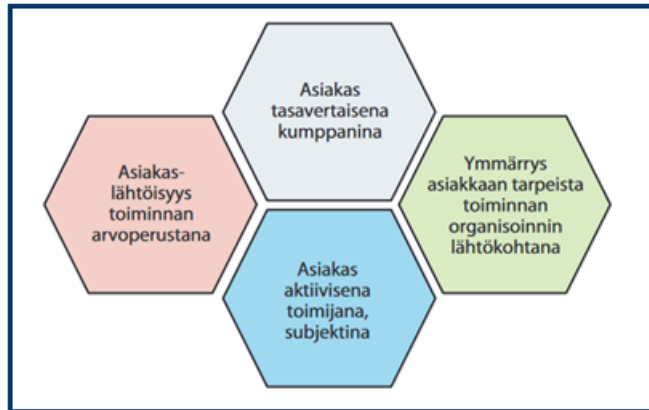 Asiakas
tasavertaisena
kumppanina
Asiakas-
lähtöisyys
toiminnan
arvoperustana
Ymmärrys
asiakkaan tarpeista
toiminnan
organisoinnin
lähtökohtana
Asiakas
aktiivisena
toimijana,
subjektina